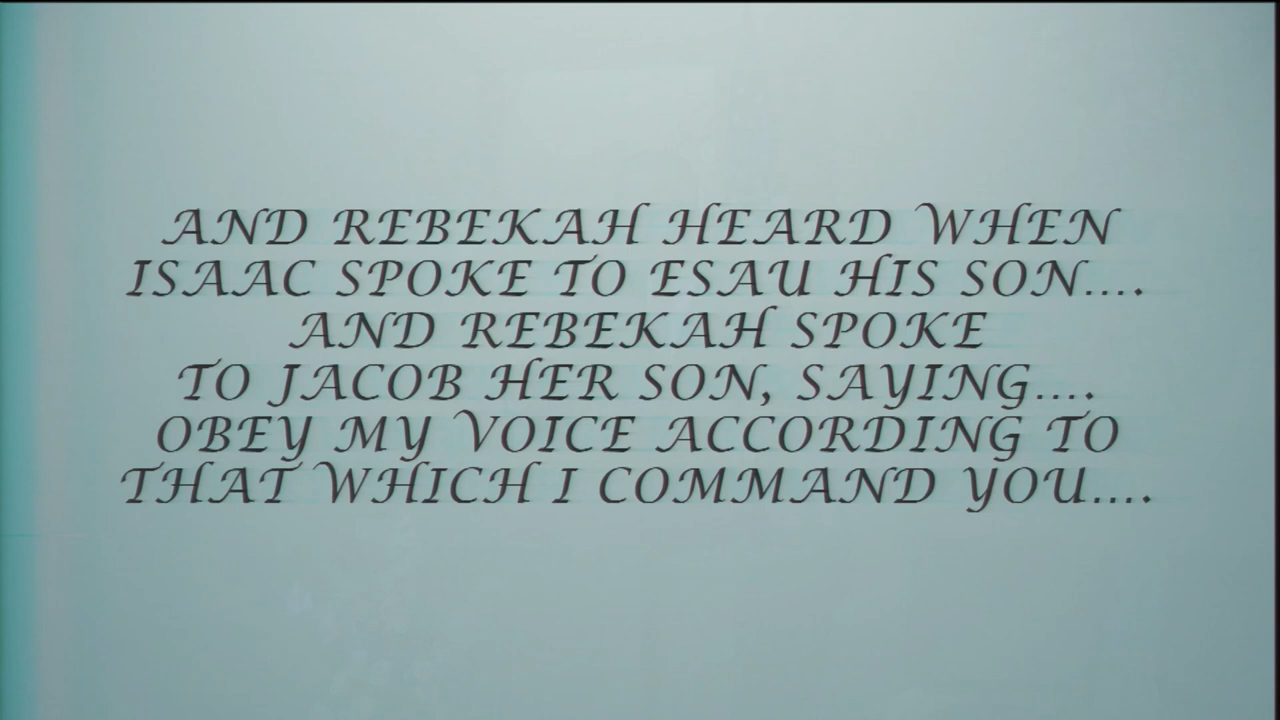 AND REBEKAH HEARD WHEN
ISAAC SPOKE TO ESAU HIS SON....
AND REBEKAH SPOKE
TO JACOB HER SON, SAYING....
OBEY MY VOICE ACCORDING TO
THAT WHICH I COMMAND YOU....